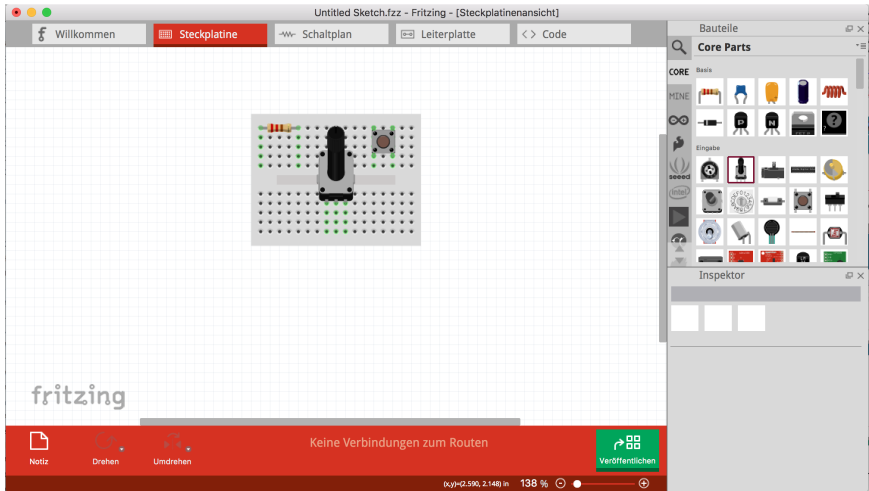 Untitled Sketch.fzz - Fritzing - [Steckplatinenansicht]
Willkommen
Steckplatine
Schaltplan
Leiterplatte
Code
Bauteile
Core Parts
CORE
Basis
MINE
P
N
?
Eingabe
seeed
intel
Inspektor
fritzing
Notiz
Drehen
Umdrehen
Keine Verbindungen zum Routen
Veröffentlichen
(x,y)=(2.590, 2.148) in
138 %